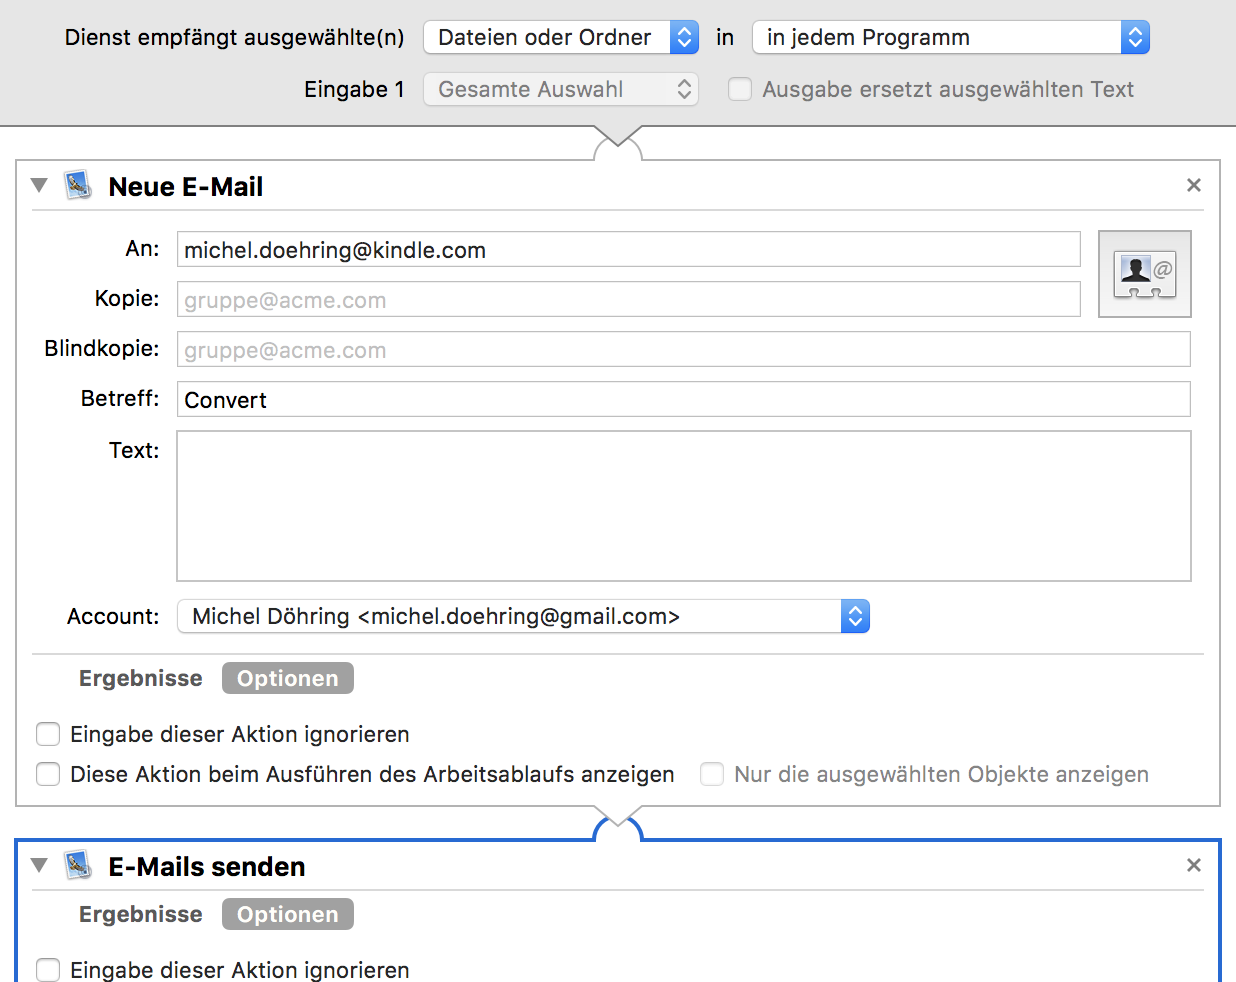 Dienst empfängt ausgewählte(n) Dateien oder Ordner in in jedem Programm
Eingabe 1 Gesamte Auswahl Ausgabe ersetzt ausgewählten Text
Neue E-Mail
An: michel.doehring@kindle.com
@
Kopie: gruppe@acme.com
Blindkopie: gruppe@acme.com
Betreff: Convert
Text:
Account: Michel Döhring <michel.doehring@gmail.com>
Ergebnisse Optionen
Eingabe dieser Aktion ignorieren
Diese Aktion beim Ausführen des Arbeitsablaufs anzeigen Nur die ausgewählten Objekte anzeigen
E-Mails senden
Ergebnisse Optionen
Eingabe dieser Aktion ignorieren